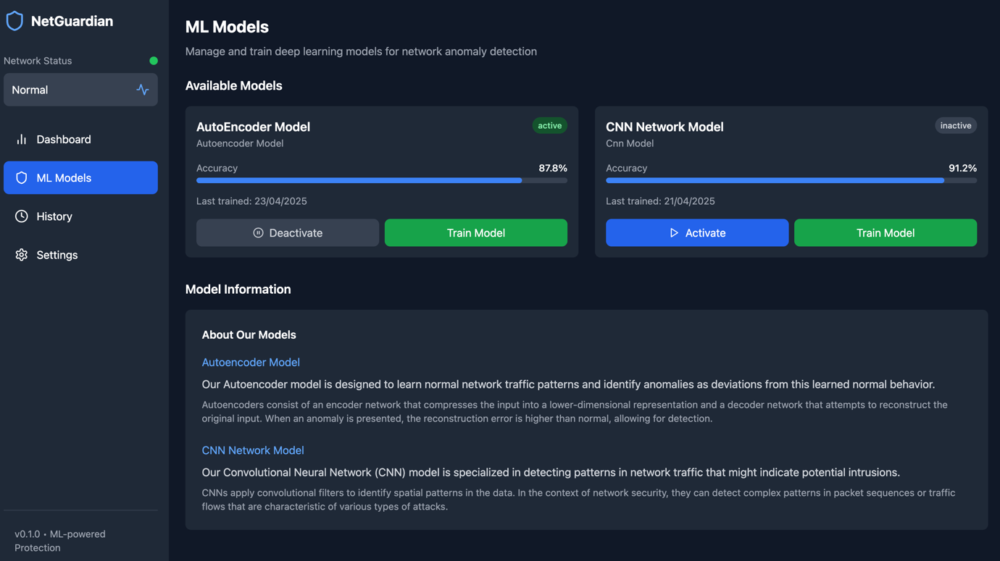 NetGuardian
Network Status
Normal
Dashboard
ML Models
History
Settings
v0.1.0 • ML-powered
Protection
ML Models
Manage and train deep learning models for network anomaly detection
Available Models
AutoEncoder Model
active
Autoencoder Model
Accuracy
87.8%
Last trained: 23/04/2025
Deactivate
Train Model
CNN Network Model
inactive
Cnn Model
Accuracy
91.2%
Last trained: 21/04/2025
Activate
Train Model
Model Information
About Our Models
Autoencoder Model
Our Autoencoder model is designed to learn normal network traffic patterns and identify anomalies as deviations from this learned normal behavior.
Autoencoders consist of an encoder network that compresses the input into a lower-dimensional representation and a decoder network that attempts to reconstruct the
original input. When an anomaly is presented, the reconstruction error is higher than normal, allowing for detection.
CNN Network Model
Our Convolutional Neural Network (CNN) model is specialized in detecting patterns in network traffic that might indicate potential intrusions.
CNNs apply convolutional filters to identify spatial patterns in the data. In the context of network security, they can detect complex patterns in packet sequences or traffic
flows that are characteristic of various types of attacks.